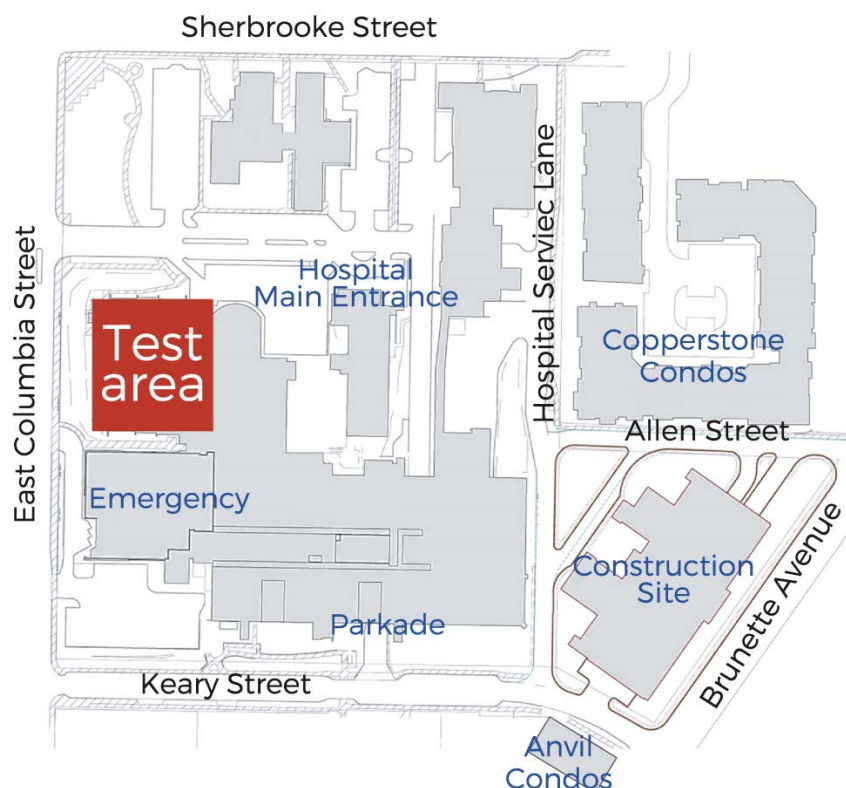 Sherbrooke Street
Hospital Serviec Lane
East Columbia Street
Hospital
Main Entrance
Test
area
Copperstone
Condos
Allen Street
Emergency
Construction
Site
Brunette Avenue
Parkade
Keary Street
Anvil
Condos